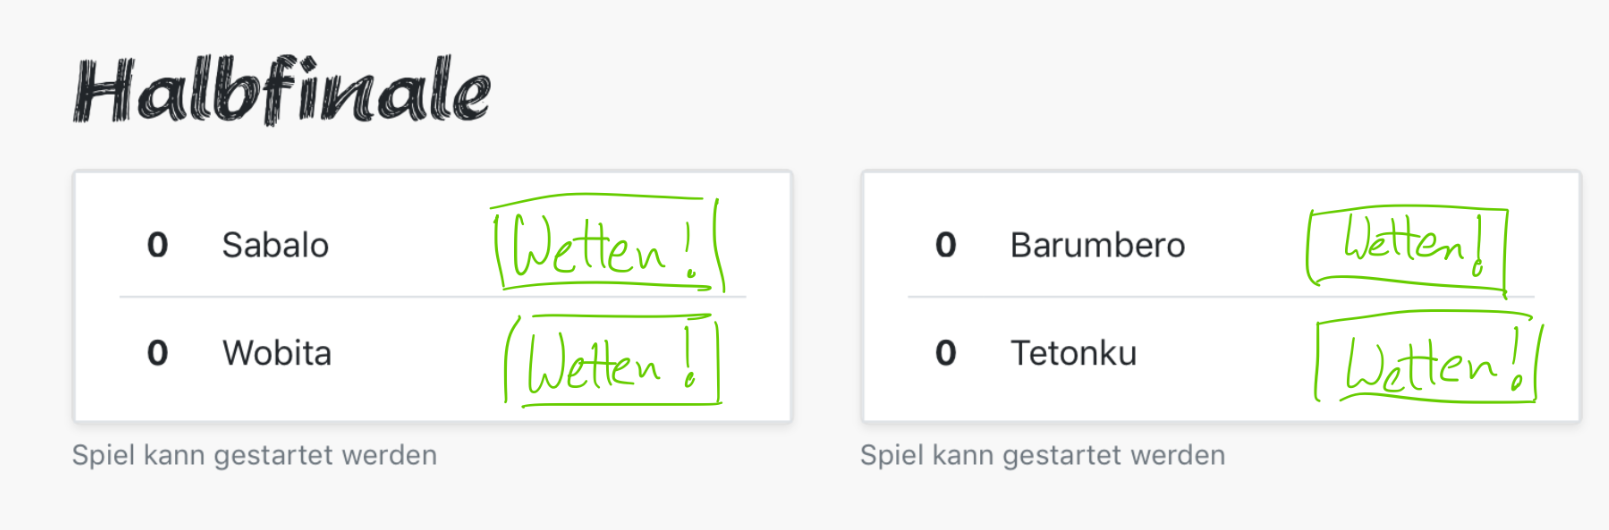 Halbfinale
0 Sabalo Wetten!
0 Wobita Wetten!
Spiel kann gestartet werden
0 Barumbero Wetten!
0 Tetonku Wetten!
Spiel kann gestartet werden